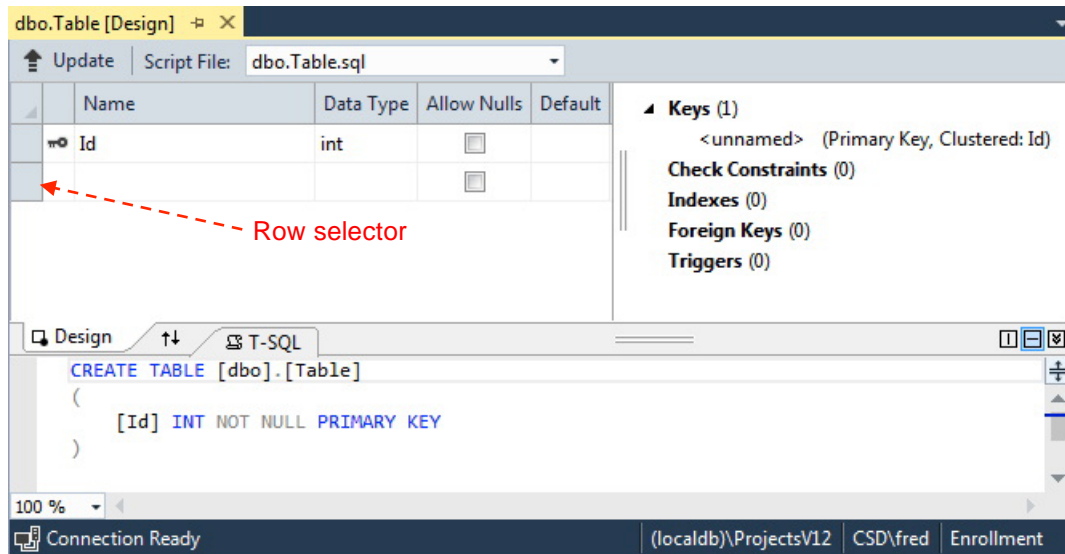 dbo.Table [Design]
Update Script File: dbo.Table.sql
Name Data Type Allow Nulls Default
Id int
Row selector
Keys (1)
<unnamed> (Primary Key, Clustered: Id)
Check Constraints (0)
Indexes (0)
Foreign Keys (0)
Triggers (0)
Design T-SQL
CREATE TABLE [dbo].[Table]
(
[Id] INT NOT NULL PRIMARY KEY
)
100 %
Connection Ready (localdb)\ProjectsV12 CSD\fred Enrollment